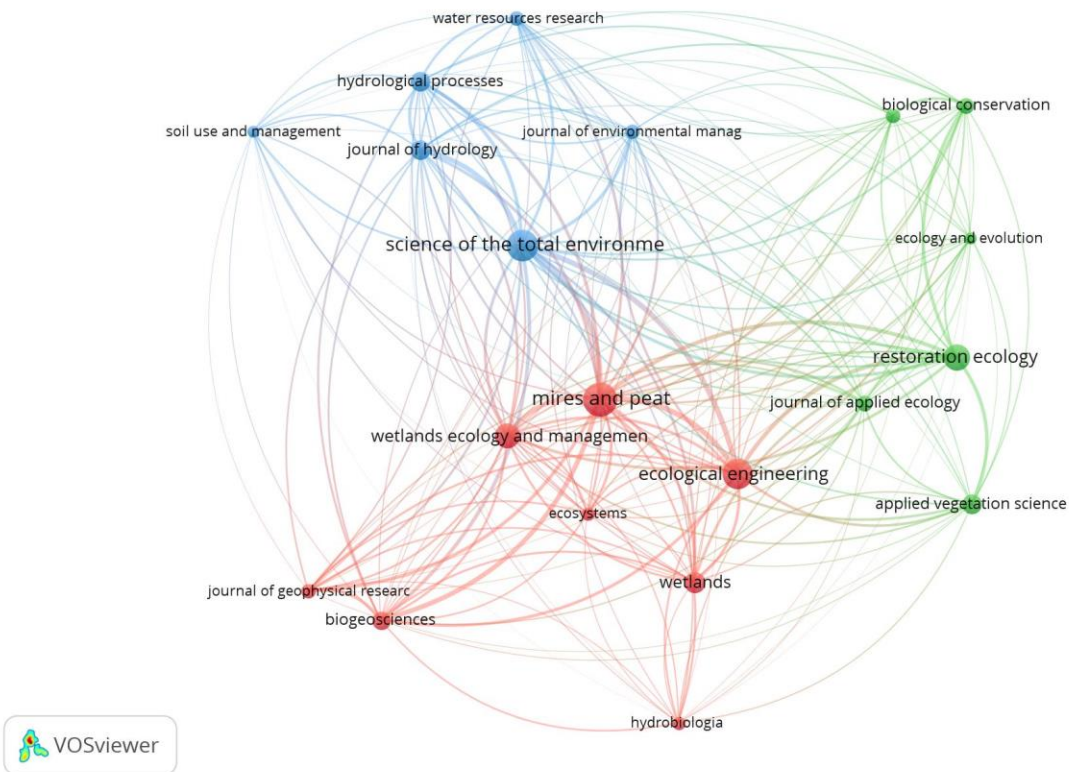 water resources research
hydrological processes
biological conservation
soil use and management
journal of environmental manag
journal of hydrology
ecology and evolution
science of the total environme
restoration ecology
mires and peat
journal of applied ecology
wetlands ecology and managemen
ecological engineering
applied vegetation science
ecosystems
wetlands
journal of geophysical researc
biogeosciences
hydrobiologia
VOSviewer